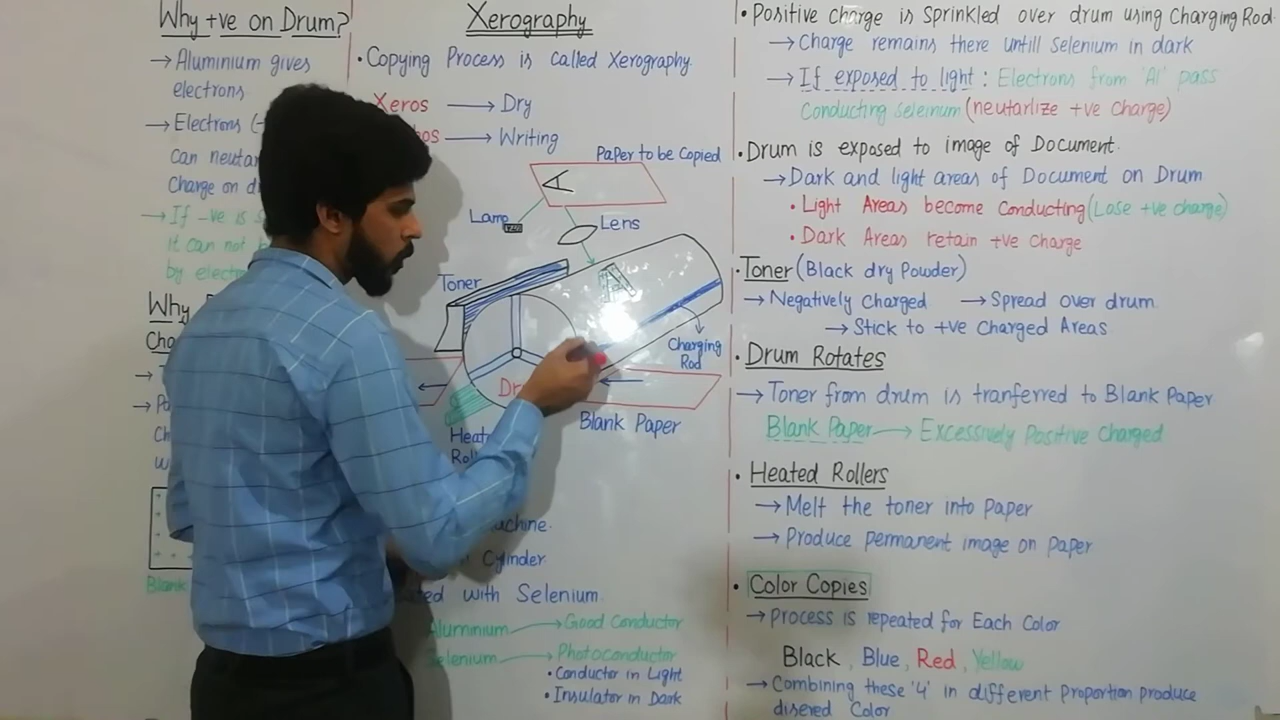 Why +ve on Drum?
→ Aluminium gives
electrons
→ Electrons (-
can neutra
Charge on d
→ If -ve is s
it can not b
by elect
Why
Cha
→
→ Po
Ch
W
Blank
Xerography
• Copying Process is called Xerography.
Xeros → Dry
→ Writing
Paper to be Copied
A
Lamp
Lens
Toner
Charging
Rod
Dr
Blank Paper
Heat
Rol
achine.
Cylinder
ted with Selenium.
Aluminium → Good Conductor
Selenium → Photoconductor
• Conductor in Light
• Insulator in Dark
• Positive charge is Sprinkled over drum using Charging Rod
→ Charge remains there untill Selenium in dark
→ If exposed to light : Electrons from 'Al' pass
Conducting seleinum (neutarlize +ve charge)
• Drum is exposed to image of Document.
→ Dark and light areas of Document on Drum
• Light Areas become Conducting (Lose +ve charge)
• Dark Areas retain +ve Charge
• Toner (Black dry Powder)
→ Negatively Charged → Spread over drum.
→ Stick to +ve Charged Areas
• Drum Rotates
→ Toner from drum is tranferred to Blank Paper
Blank Paper → Excessively Positive Charged
• Heated Rollers
→ Melt the toner into Paper
→ Produce permanent image on Paper
• Color Copies
→ Process is repeated for Each Color
Black , Blue , Red , Yellow
→ Combining these '4' in different Proportion produce
disered Color